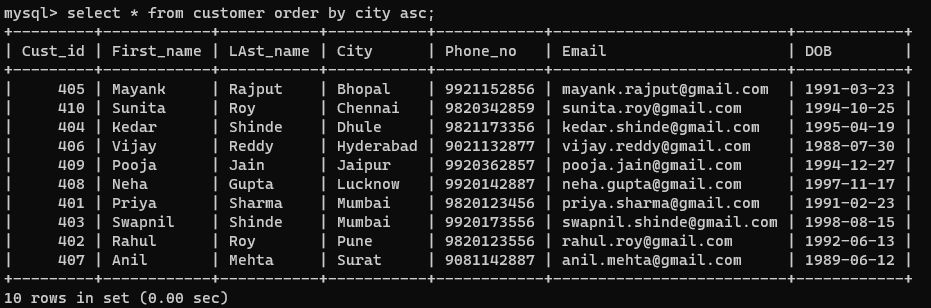 mysql> select * from customer order by city asc;
+---------+------------+-----------+-----------+------------+--------------------------+------------+
| Cust_id | First_name | LAst_name | City      | Phone_no   | Email                    | DOB        |
+---------+------------+-----------+-----------+------------+--------------------------+------------+
|     405 | Mayank     | Rajput    | Bhopal    | 9921152856 | mayank.rajput@gmail.com  | 1991-03-23 |
|     410 | Sunita     | Roy       | Chennai   | 9820342859 | sunita.roy@gmail.com     | 1994-10-25 |
|     404 | Kedar      | Shinde    | Dhule     | 9821173356 | kedar.shinde@gmail.com   | 1995-04-19 |
|     406 | Vijay      | Reddy     | Hyderabad | 9021132877 | vijay.reddy@gmail.com    | 1988-07-30 |
|     409 | Pooja      | Jain      | Jaipur    | 9920362857 | pooja.jain@gmail.com     | 1994-12-27 |
|     408 | Neha       | Gupta     | Lucknow   | 9920142887 | neha.gupta@gmail.com     | 1997-11-17 |
|     401 | Priya      | Sharma    | Mumbai    | 9820123456 | priya.sharma@gmail.com   | 1991-02-23 |
|     403 | Swapnil    | Shinde    | Mumbai    | 9920173556 | swapnil.shinde@gmail.com | 1998-08-15 |
|     402 | Rahul      | Roy       | Pune      | 9820123556 | rahul.roy@gmail.com      | 1992-06-13 |
|     407 | Anil       | Mehta     | Surat     | 9081142887 | anil.mehta@gmail.com     | 1989-06-12 |
+---------+------------+-----------+-----------+------------+--------------------------+------------+
10 rows in set (0.00 sec)